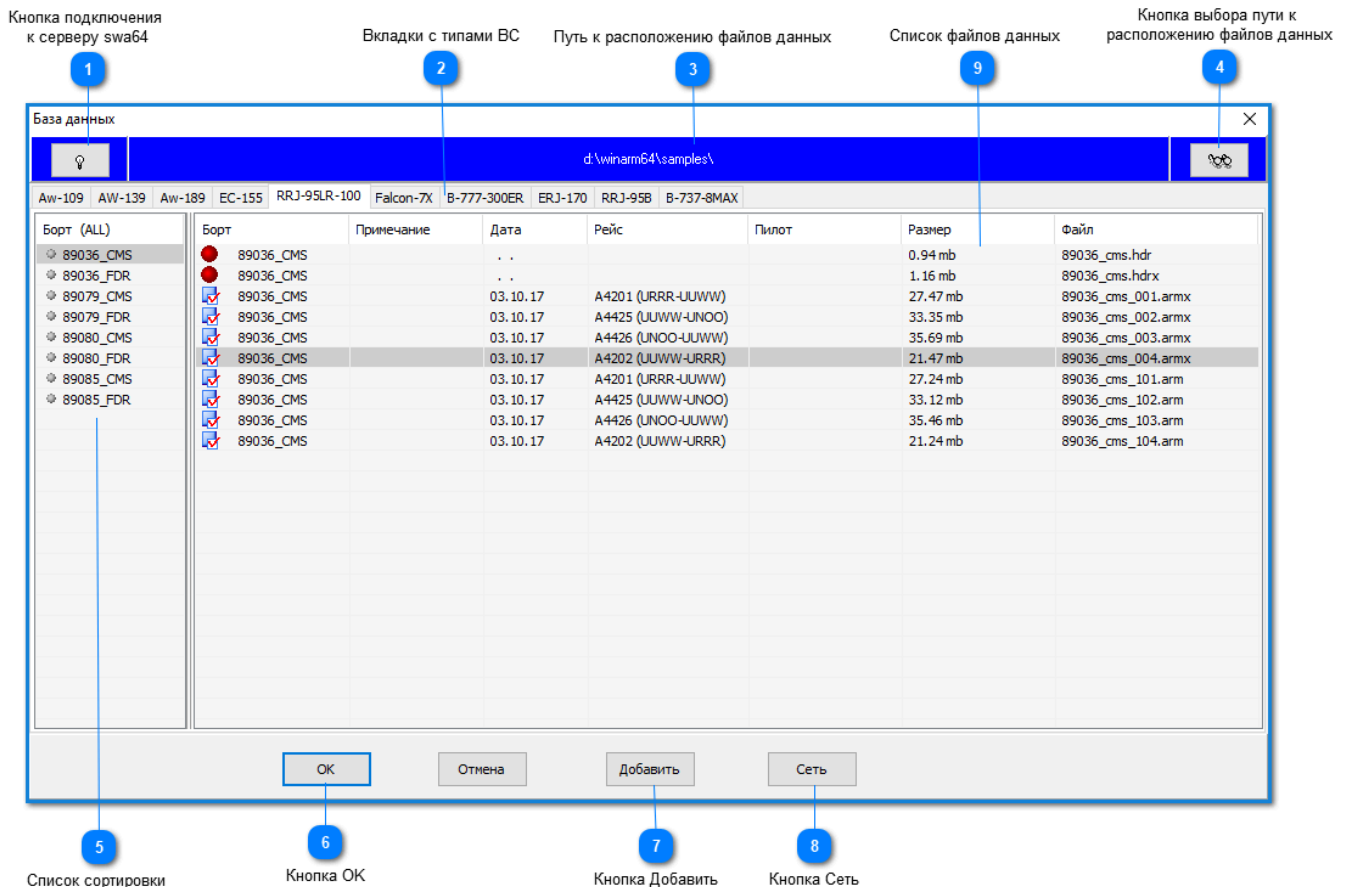 Кнопка подключения
к серверу swa64
Вкладки с типами ВС
Путь к расположению файлов данных
Список файлов данных
Кнопка выбора пути к
расположению файлов данных
1
2
3
9
4
База данных
d:\winarm64\samples\
Aw-109 AW-139 Aw-189 EC-155 RRJ-95LR-100 Falcon-7X B-777-300ER ERJ-170 RRJ-95B B-737-8MAX
Борт (ALL)
89036_CMS
89036_FDR
89079_CMS
89079_FDR
89080_CMS
89080_FDR
89085_CMS
89085_FDR
Борт Примечание Дата Рейс Пилот Размер Файл
89036_CMS . . 0.94 mb 89036_cms.hdr
89036_CMS . . 1.16 mb 89036_cms.hdrx
89036_CMS 03.10.17 A4201 (URRR-UUWW) 27.47 mb 89036_cms_001.armx
89036_CMS 03.10.17 A4425 (UUWW-UNOO) 33.35 mb 89036_cms_002.armx
89036_CMS 03.10.17 A4426 (UNOO-UUWW) 35.69 mb 89036_cms_003.armx
89036_CMS 03.10.17 A4202 (UUWW-URRR) 21.47 mb 89036_cms_004.armx
89036_CMS 03.10.17 A4201 (URRR-UUWW) 27.24 mb 89036_cms_101.arm
89036_CMS 03.10.17 A4425 (UUWW-UNOO) 33.12 mb 89036_cms_102.arm
89036_CMS 03.10.17 A4426 (UNOO-UUWW) 35.46 mb 89036_cms_103.arm
89036_CMS 03.10.17 A4202 (UUWW-URRR) 21.24 mb 89036_cms_104.arm
OK Отмена Добавить Сеть
5
6
7
8
Список сортировки
Кнопка OK
Кнопка Добавить
Кнопка Сеть